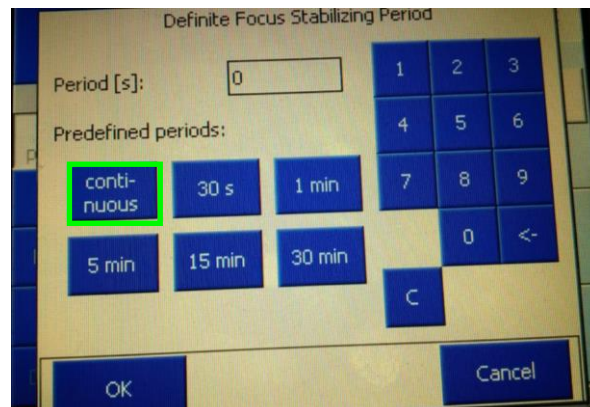 Definite Focus Stabilizing Period
Period [s]:
0
1 2 3
Predefined periods:
4 5 6
conti-
nuous
30 s
1 min
7 8 9
5 min
15 min
30 min
0 <-
C
OK
Cancel